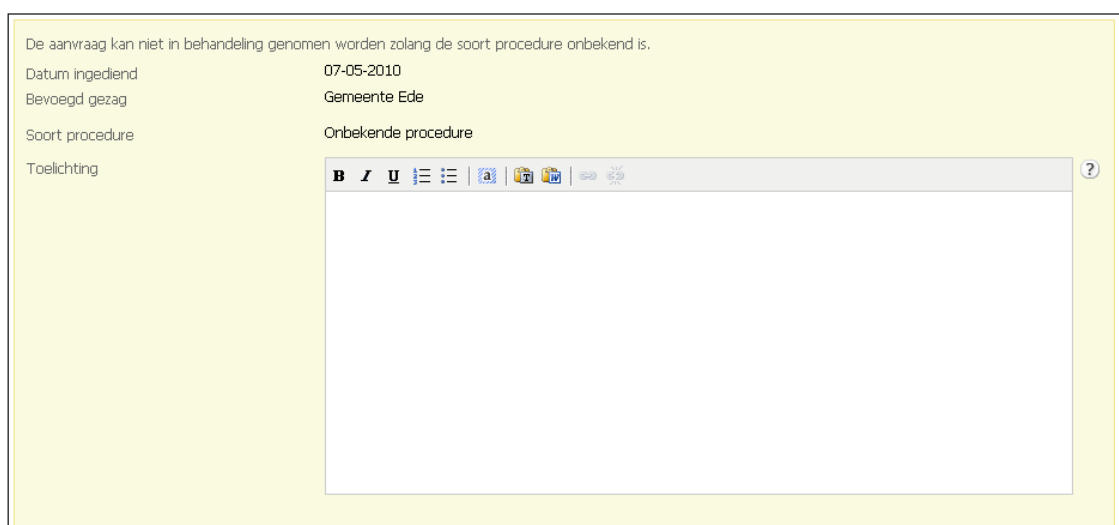 De aanvraag kan niet in behandeling genomen worden zolang de soort procedure onbekend is.
Datum ingediend 07-05-2010
Bevoegd gezag Gemeente Ede
Soort procedure Onbekende procedure
Toelichting
B I U a T W ?